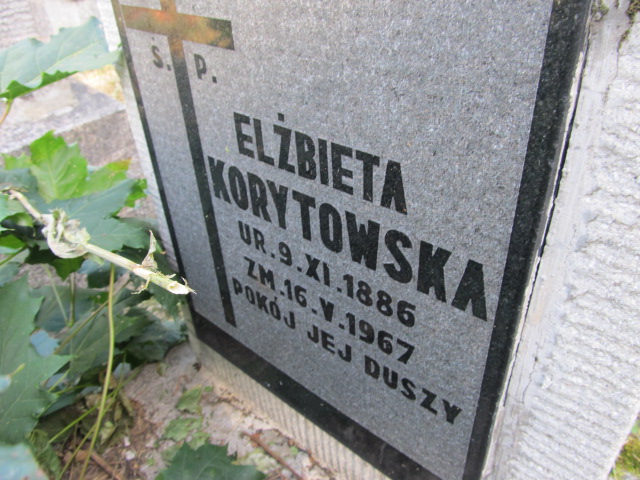 Ś. P.
ELŻBIETA
KORYTOWSKA
UR. 9. XI. 1886
ZM. 16. V. 1967
POKÓJ JEJ DUSZY